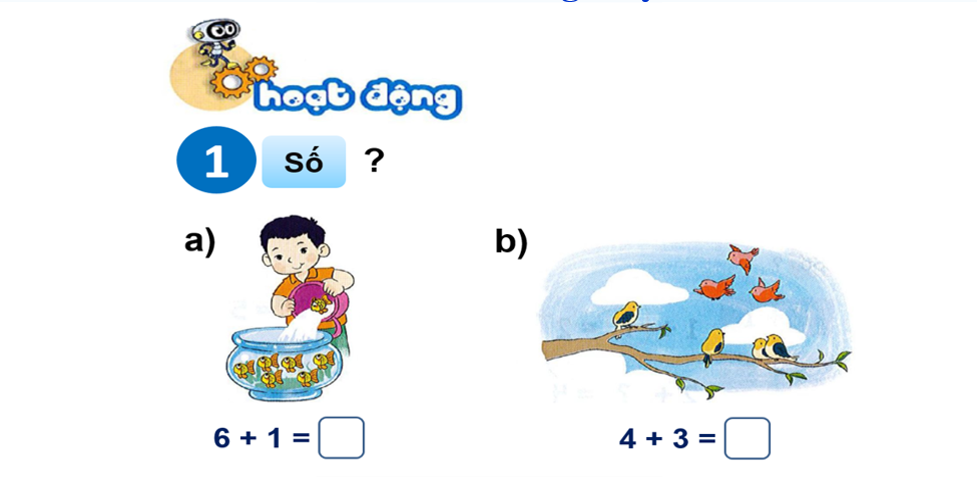 hoạt động
1 Số ?
a)
b)
6 + 1 =
4 + 3 =